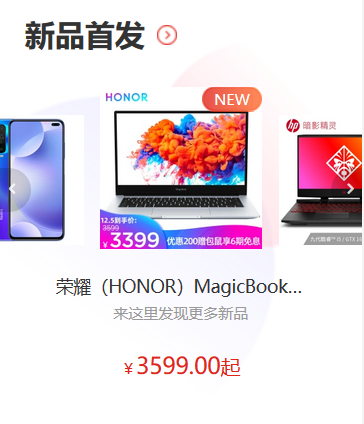 新品首发
HONOR
NEW
12.5到手价:
3599
¥3399
优惠200赠包鼠享6期免息
hp 暗影精灵
荣耀（HONOR）MagicBook...
来这里发现更多新品
¥3599.00起